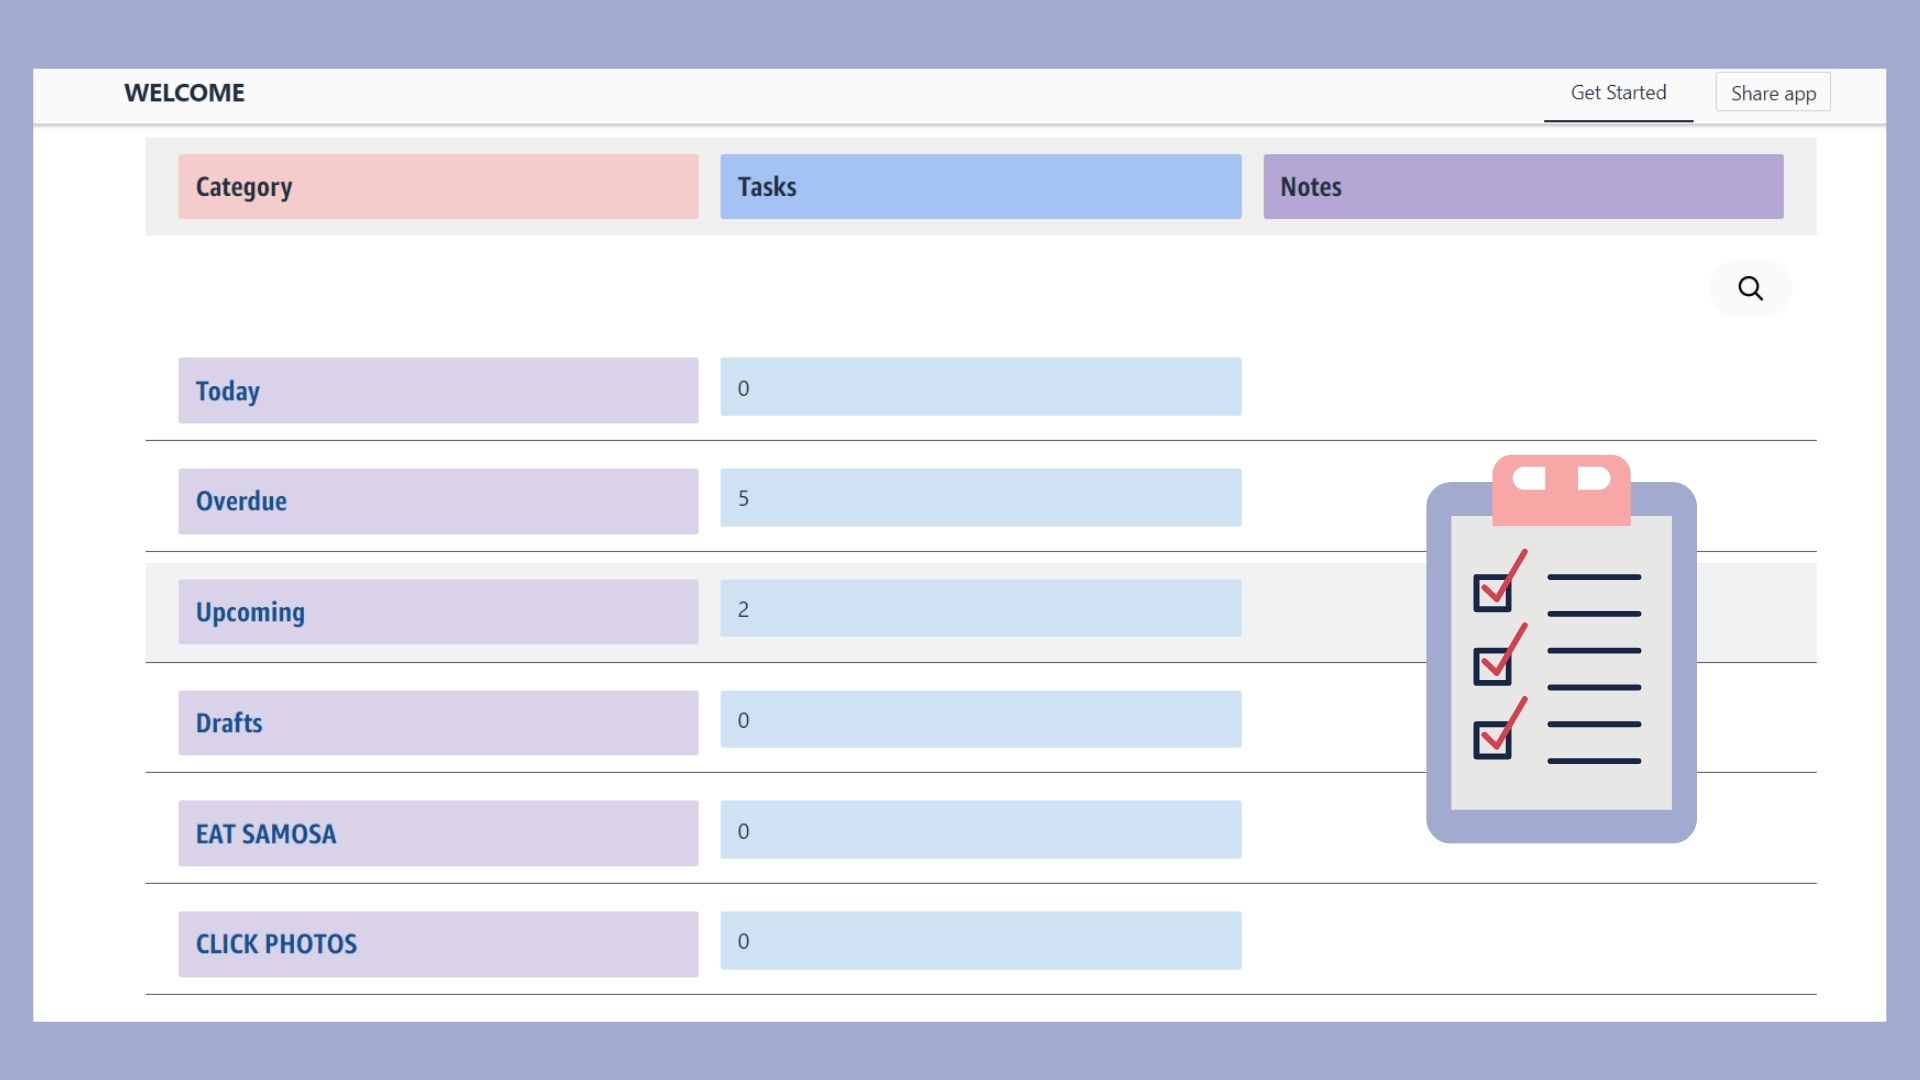 WELCOME Get Started Share app
Category Tasks Notes
Today 0
Overdue 5
Upcoming 2
Drafts 0
EAT SAMOSA 0
CLICK PHOTOS 0